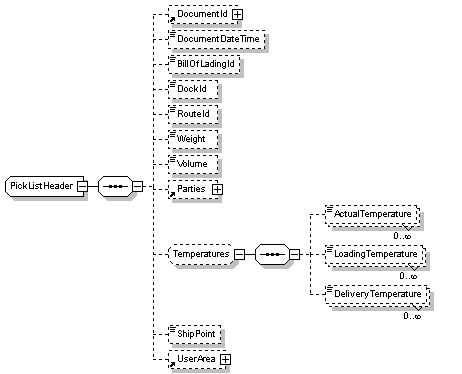 DocumentId
DocumentDateTime
BillOfLadingId
DockId
RouteId
Weight
Volume
PickListHeader
Parties
ActualTemperature
0..∞
Temperatures
LoadingTemperature
0..∞
DeliveryTemperature
0..∞
ShipPoint
UserArea